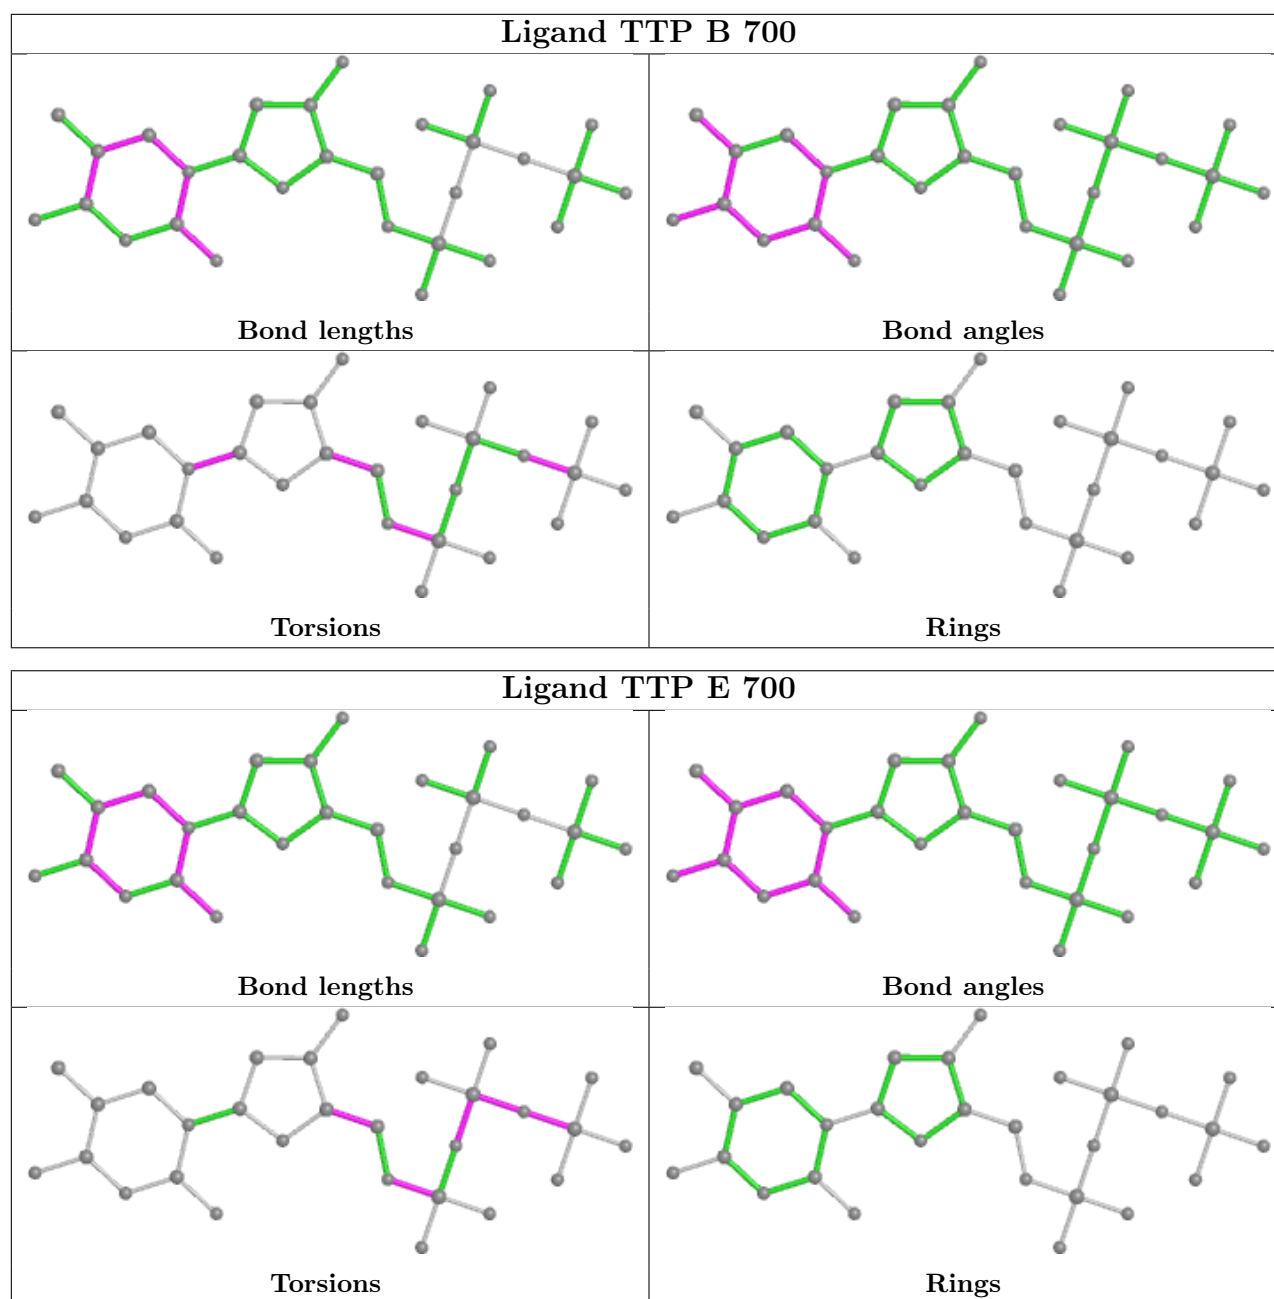 Ligand TTP B 700
Bond lengths
Bond angles
Torsions
Rings
Ligand TTP E 700
Bond lengths
Bond angles
Torsions
Rings